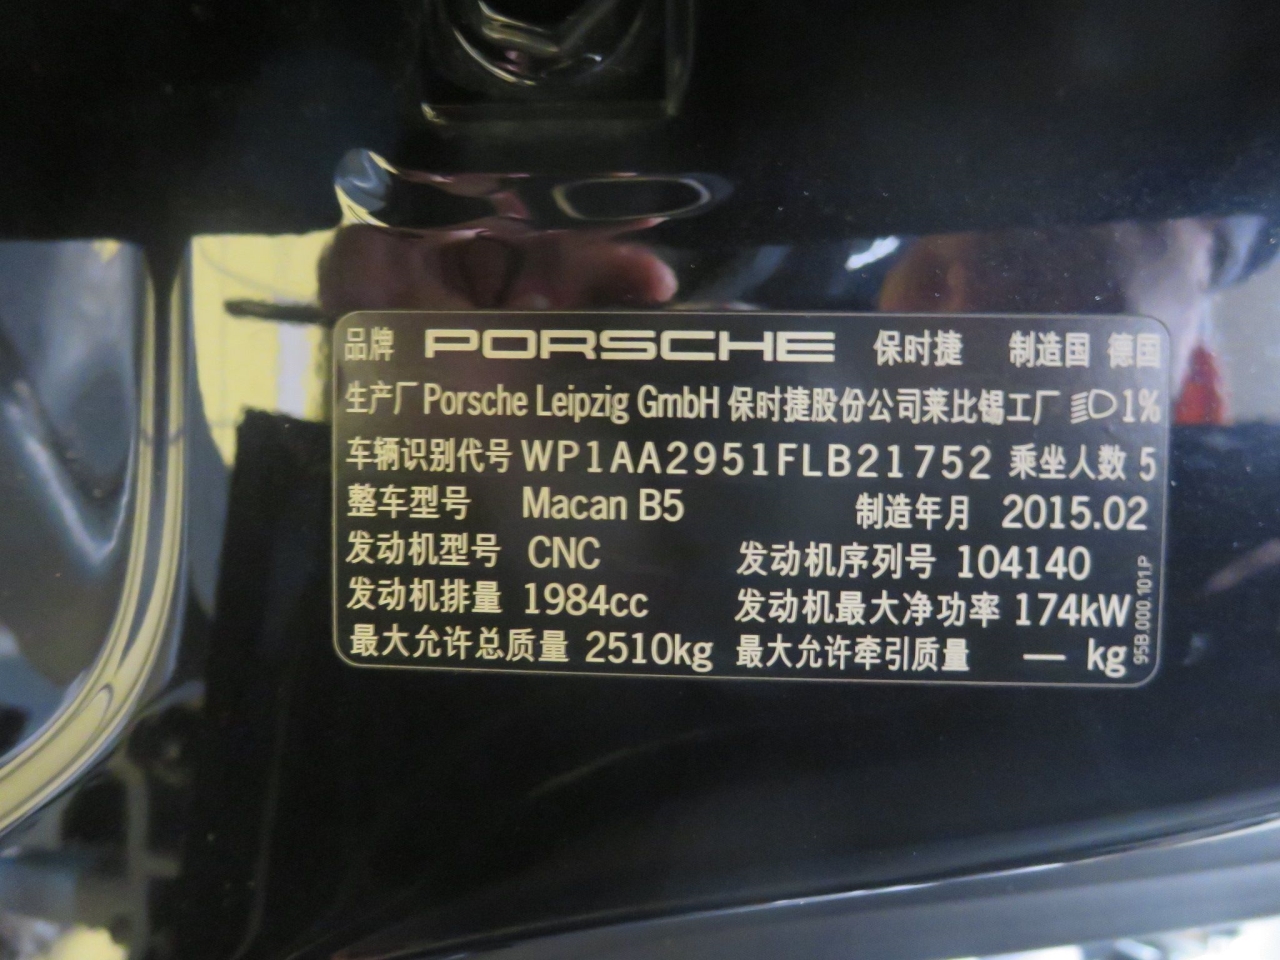 品牌 PORSCHE 保时捷 制造国 德国
生产厂 Porsche Leipzig GmbH 保时捷股份公司莱比锡工厂 1%
车辆识别代号 WP1AA2951FLB21752 乘坐人数 5
整车型号 Macan B5 制造年月 2015.02
发动机型号 CNC 发动机序列号 104140
发动机排量 1984cc 发动机最大净功率 174kW
最大允许总质量 2510kg 最大允许牵引质量 — kg
95B.000.101.P